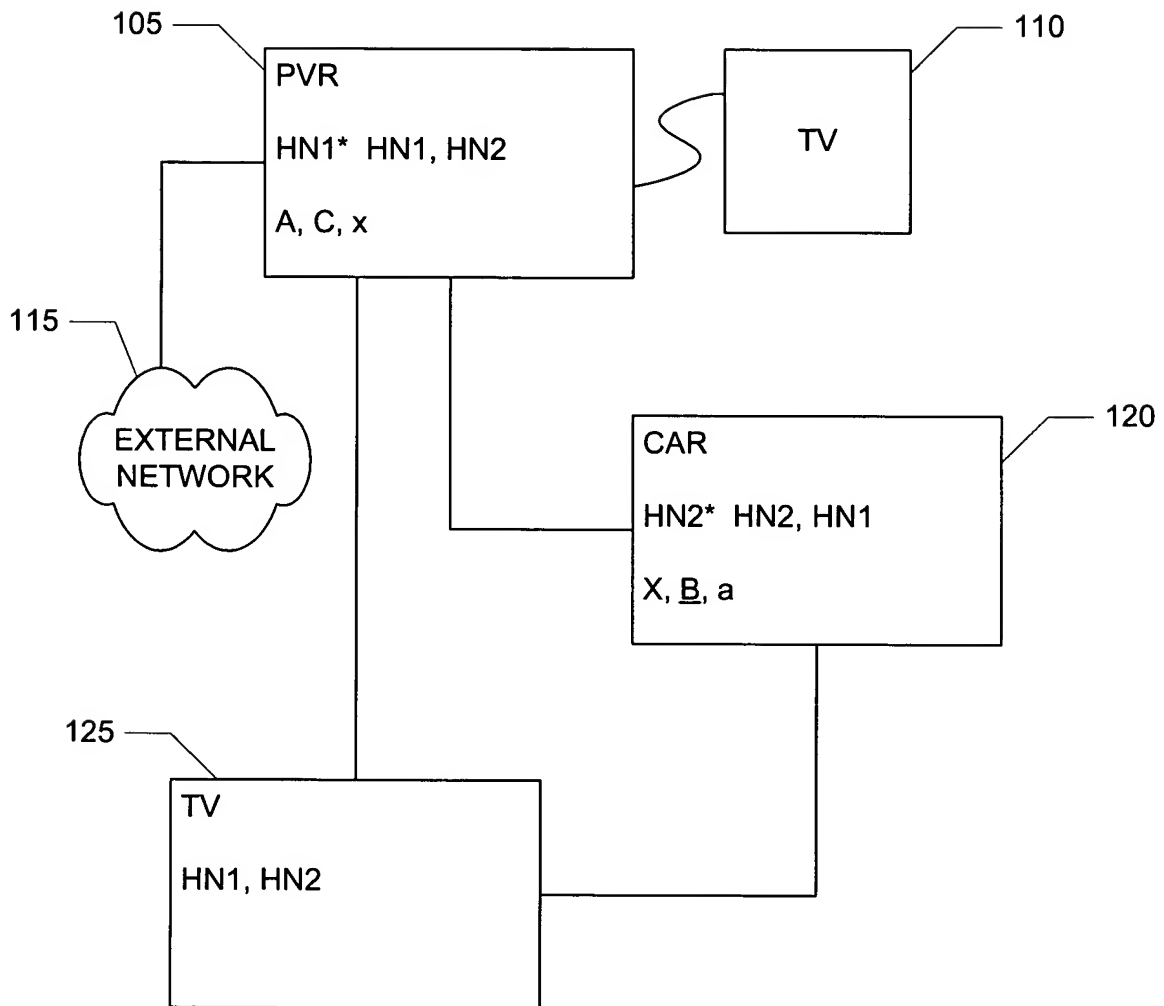 105
PVR
HN1* HN1, HN2
A, C, x
110
TV
115
EXTERNAL
NETWORK
120
CAR
HN2* HN2, HN1
X, B, a
125
TV
HN1, HN2